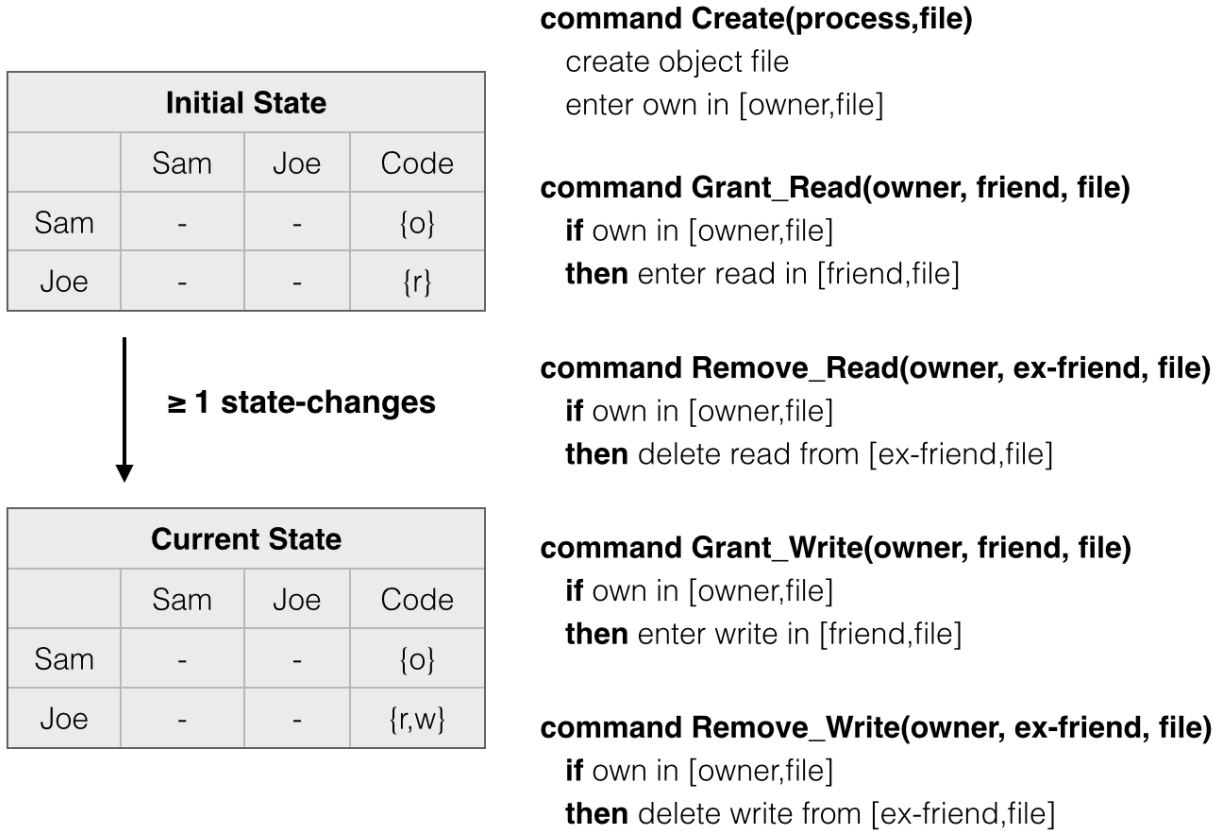 Initial State
Sam Joe Code
Sam - - {o}
Joe - - {r}
≥ 1 state-changes
Current State
Sam Joe Code
Sam - - {o}
Joe - - {r,w}
command Create(process,file)
create object file
enter own in [owner,file]
command Grant_Read(owner, friend, file)
if own in [owner,file]
then enter read in [friend,file]
command Remove_Read(owner, ex-friend, file)
if own in [owner,file]
then delete read from [ex-friend,file]
command Grant_Write(owner, friend, file)
if own in [owner,file]
then enter write in [friend,file]
command Remove_Write(owner, ex-friend, file)
if own in [owner,file]
then delete write from [ex-friend,file]